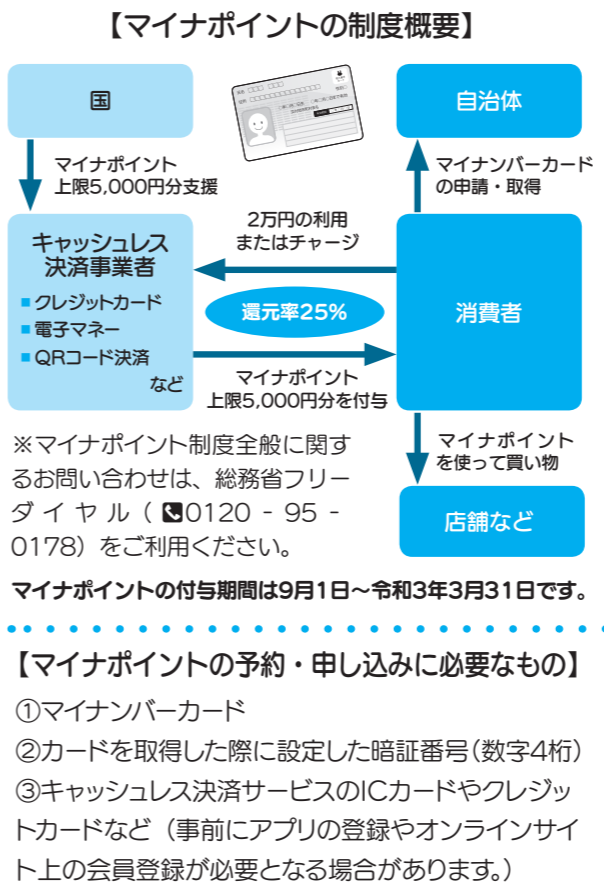 【マイナポイントの制度概要】
国
自治体
マイナポイント
上限5,000円分支援
マイナンバーカード
の申請・取得
キャッシュレス
決済事業者
■クレジットカード
■電子マネー
■QRコード決済
など
2万円の利用
またはチャージ
還元率25%
マイナポイント
上限5,000円分を付与
消費者
マイナポイント
を使って買い物
店舗など
※マイナポイント制度全般に関す
るお問い合わせは、総務省フリー
ダイヤル(📞0120-95-
0178)をご利用ください。
マイナポイントの付与期間は9月1日~令和3年3月31日です。
【マイナポイントの予約・申し込みに必要なもの】
①マイナンバーカード
②カードを取得した際に設定した暗証番号(数字4桁)
③キャッシュレス決済サービスのICカードやクレジッ
トカードなど(事前にアプリの登録やオンラインサイ
ト上の会員登録が必要となる場合があります。)